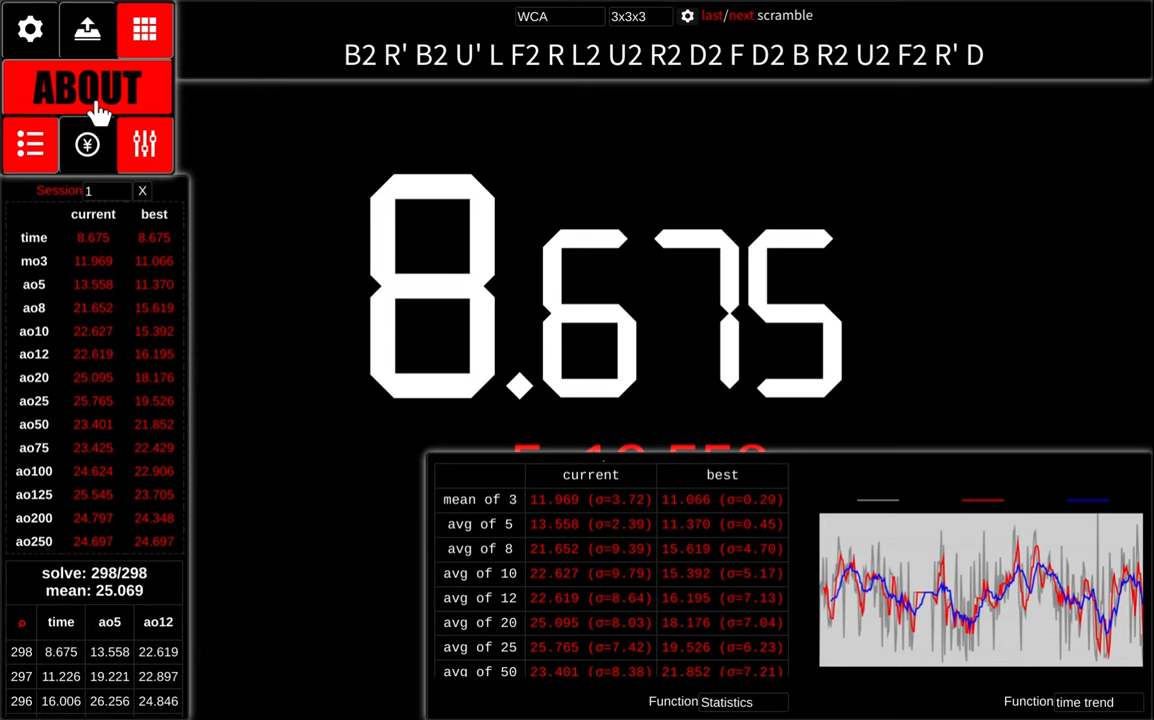 WCA 3x3x3 last/next scramble
B2 R' B2 U' L F2 R L2 U2 R2 D2 F D2 B R2 U2 F2 R' D
ABOUT
Session 1 X
current best
time 8.675 8.675
mo3 11.969 11.066
ao5 13.558 11.370
ao8 21.652 15.619
ao10 22.627 15.392
ao12 22.619 16.195
ao20 25.095 18.176
ao25 25.765 19.526
ao50 23.401 21.852
ao75 23.425 22.429
ao100 24.624 22.906
ao125 25.545 23.705
ao200 24.797 24.348
ao250 24.697 24.697
solve: 298/298
mean: 25.069
time ao5 ao12
298 8.675 13.558 22.619
297 11.226 19.221 22.897
296 16.006 26.256 24.846
8.675
current best
mean of 3 11.969 (σ=3.72) 11.066 (σ=0.29)
avg of 5 13.558 (σ=2.39) 11.370 (σ=0.45)
avg of 8 21.652 (σ=9.39) 15.619 (σ=4.70)
avg of 10 22.627 (σ=9.79) 15.392 (σ=5.17)
avg of 12 22.619 (σ=8.64) 16.195 (σ=7.13)
avg of 20 25.095 (σ=8.03) 18.176 (σ=7.04)
avg of 25 25.765 (σ=7.42) 19.526 (σ=6.23)
avg of 50 23.401 (σ=8.38) 21.852 (σ=7.21)
Function Statistics
Function time trend